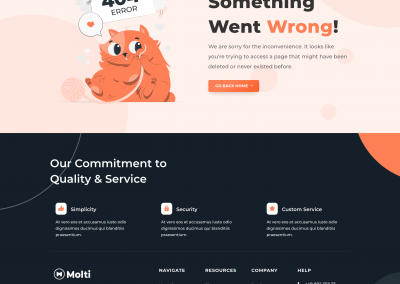 404
ERROR
Something
Went Wrong!
We are sorry for the inconvenience. It looks like
you're trying to access a page that might have been
deleted or never existed before.
GO BACK HOME
Our Commitment to
Quality & Service
Simplicity
At vero eos et accusamus iusto odio
dignissimos ducimus qui blanditiis
praesentium.
Security
At vero eos et accusamus iusto odio
dignissimos ducimus qui blanditiis
praesentium.
Custom Service
At vero eos et accusamus iusto odio
dignissimos ducimus qui blanditiis
praesentium.
Molti
NAVIGATE
RESOURCES
COMPANY
HELP